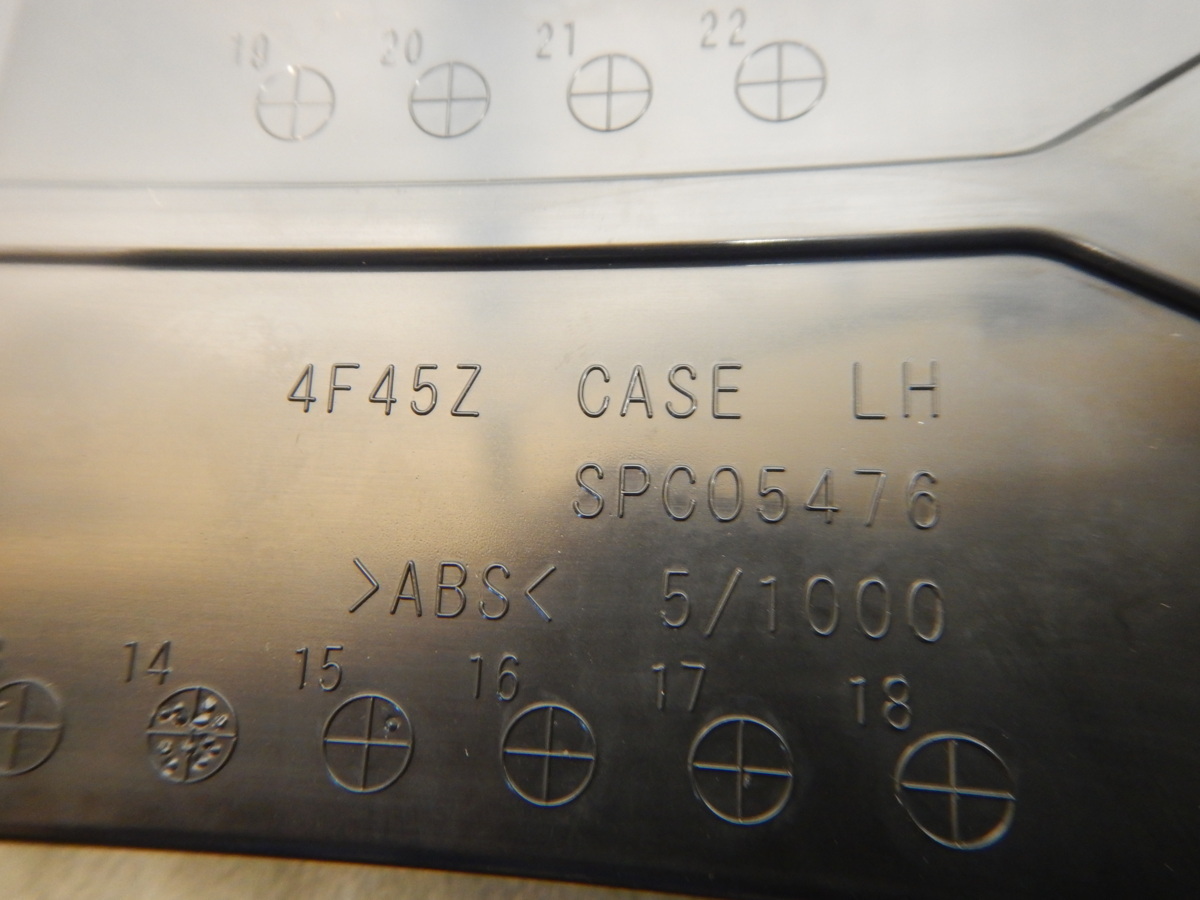 19 20 21 22
4F45Z CASE LH
SPC05476
>ABS< 5/1000
14 15 16 17 18